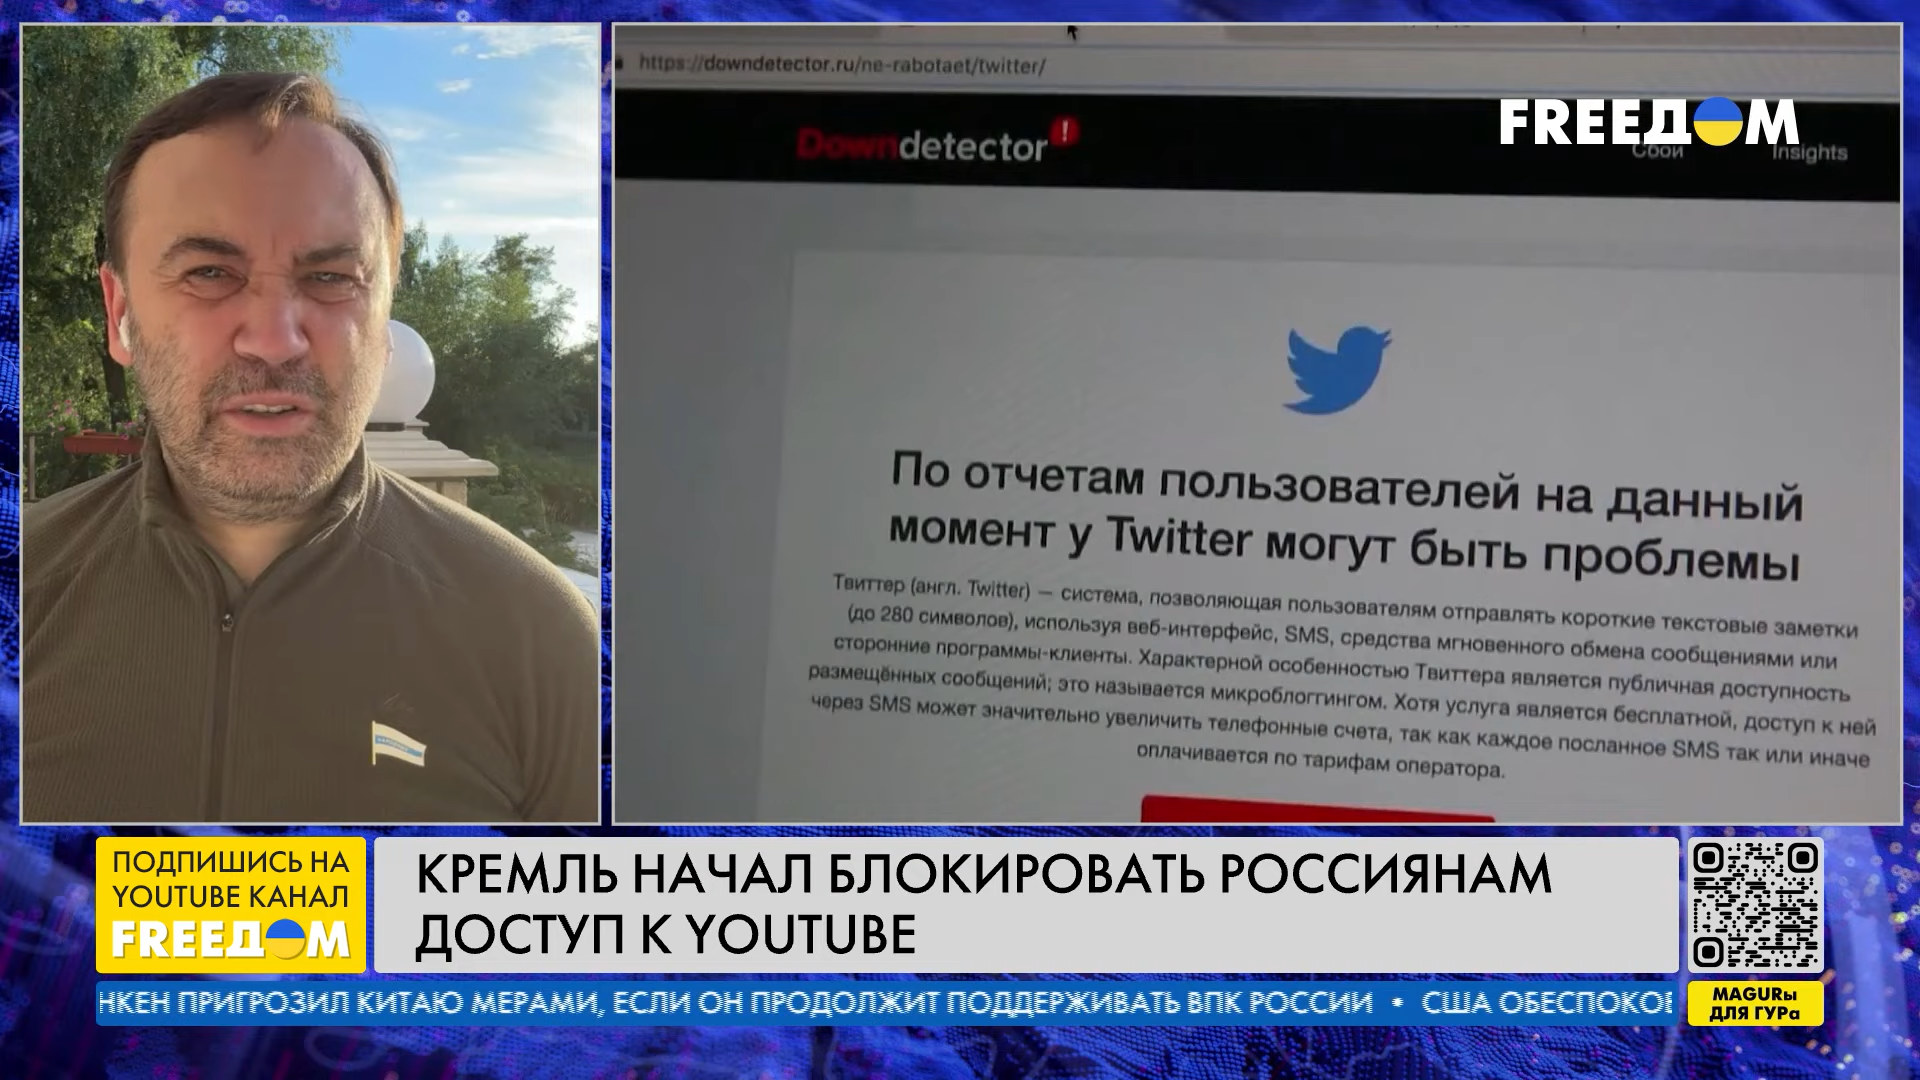 https://downdetector.ru/ne-rabotaet/twitter/
FREEДOM
Downdetector!
Свои
Insights
По отчетам пользователей на данный
момент у Twitter могут быть проблемы
Твиттер (англ. Twitter) — система, позволяющая пользователям отправлять короткие текстовые заметки
(до 280 символов), используя веб-интерфейс, SMS, средства мгновенного обмена сообщениями или
сторонние программы-клиенты. Характерной особенностью Твиттера является публичная доступность
размещённых сообщений; это называется микроблоггингом. Хотя услуга является бесплатной, доступ к ней
через SMS может значительно увеличить телефонные счета, так как каждое посланное SMS так или иначе
оплачивается по тарифам оператора.
ПОДПИШИСЬ НА
YOUTUBE КАНАЛ
FREEДOM
КРЕМЛЬ НАЧАЛ БЛОКИРОВАТЬ РОССИЯНАМ
ДОСТУП К YOUTUBE
НКЕН ПРИГРОЗИЛ КИТАЮ МЕРАМИ, ЕСЛИ ОН ПРОДОЛЖИТ ПОДДЕРЖИВАТЬ ВПК РОССИИ • США ОБЕСПОКОЕ
MAGURы
ДЛЯ ГУРа